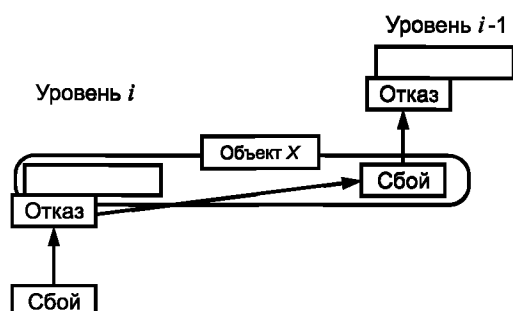 Уровень i-1
Отказ
Уровень i
Объект X
Сбой
Отказ
Сбой